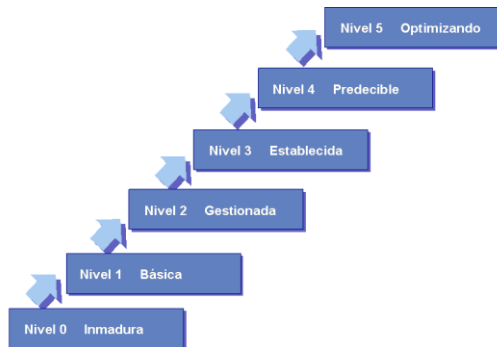 Nivel 5 Optimizando
Nivel 4 Predecible
Nivel 3 Establecida
Nivel 2 Gestionada
Nivel 1 Básica
Nivel 0 Inmadura